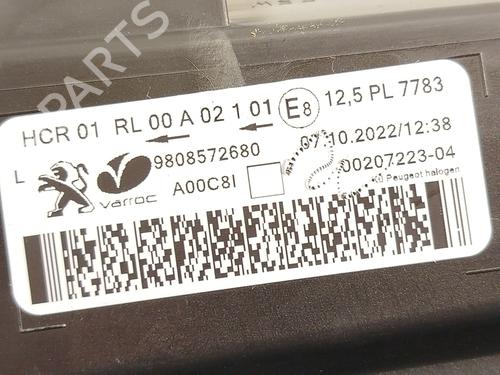 HCR 01 RL 00 A 02 1 01 E8 12,5 PL 7783
L varroc 9808572680 07.10.2022/12:38
A00C8I 00207223-04
Peugeot halogen
PARTS